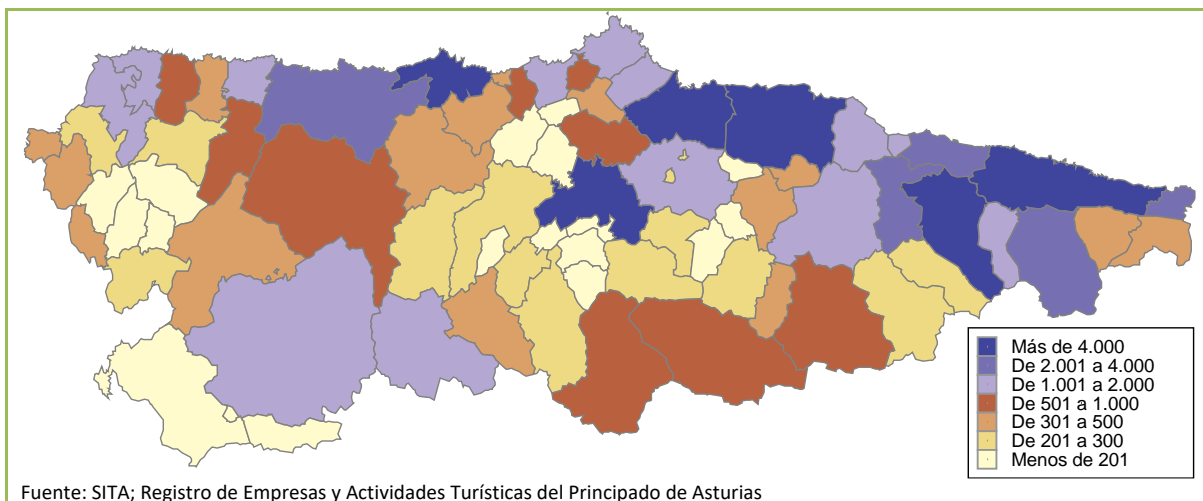 Más de 4.000
De 2.001 a 4.000
De 1.001 a 2.000
De 501 a 1.000
De 301 a 500
De 201 a 300
Menos de 201
Fuente: SITA; Registro de Empresas y Actividades Turísticas del Principado de Asturias